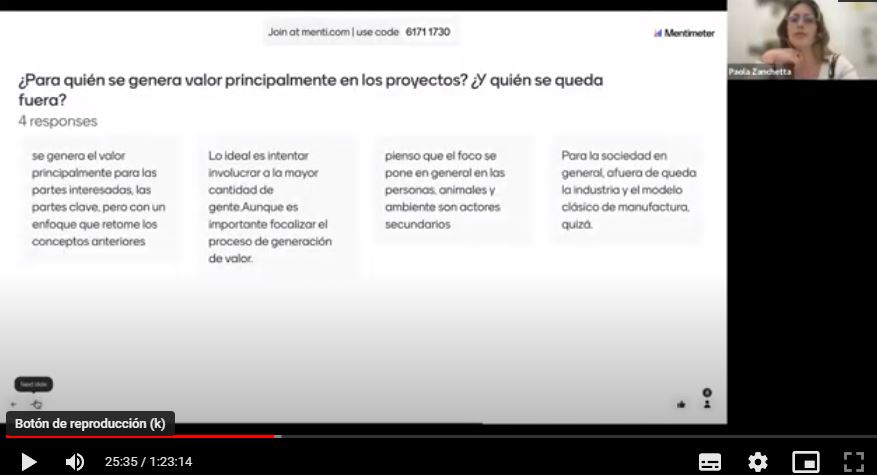 Join at menti.com | use code 6171 1730
Mentimeter
Paola Zanchetta
¿Para quién se genera valor principalmente en los proyectos? ¿Y quién se queda
fuera?
4 responses
se genera el valor
principalmente para las
partes interesadas, las
partes clave, pero con un
enfoque que retome los
conceptos anteriores
Lo ideal es intentar
involucrar a la mayor
cantidad de
gente.Aunque es
importante focalizar el
proceso de generación
de valor.
pienso que el foco se
pone en general en las
personas, animales y
ambiente son actores
secundarios
Para la sociedad en
general, afuera de queda
la industria y el modelo
clásico de manufactura,
quizá.
Next slide
Botón de reproducción (k)
25:35 / 1:23:14